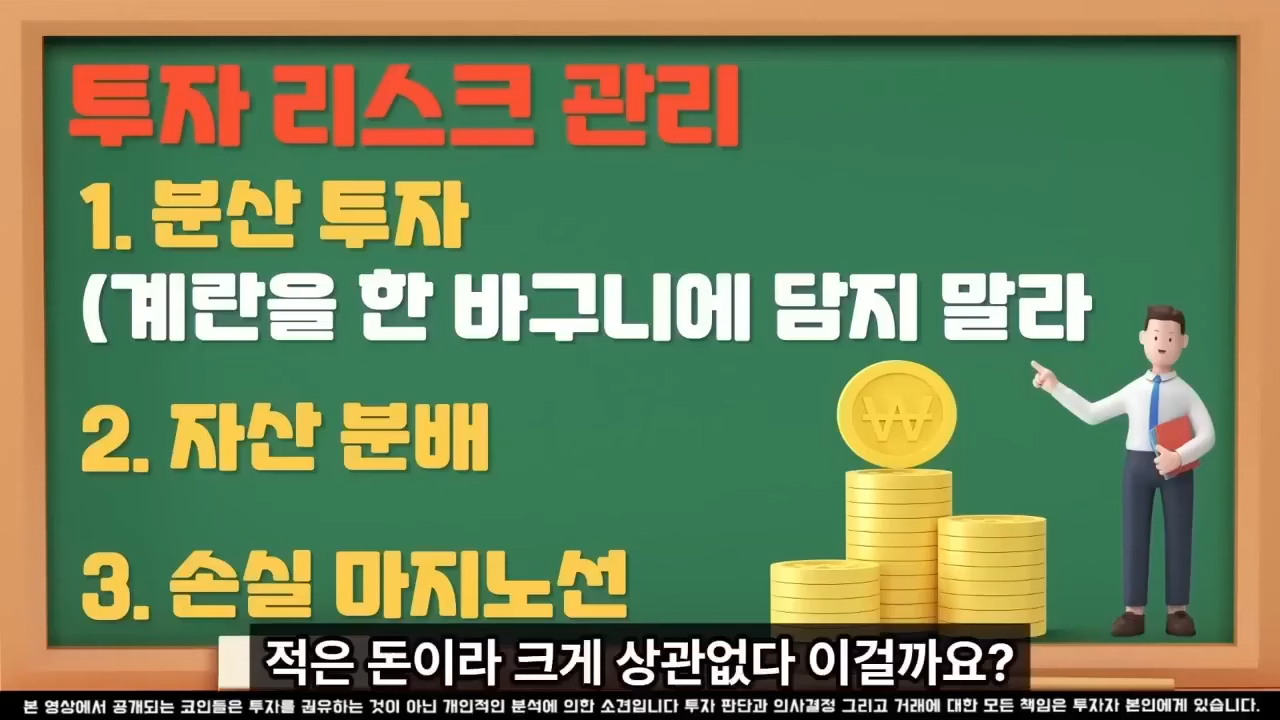 투자 리스크 관리
1. 분산 투자
(계란을 한 바구니에 담지 말라
2. 자산 분배
3. 손실 마지노선
적은 돈이라 크게 상관없다 이걸까요?
본 영상에서 공개되는 코인들은 투자를 권유하는 것이 아닌 개인적인 분석에 의한 소견입니다 투자 판단과 의사결정 그리고 거래에 대한 모든 책임은 투자자 본인에게 있습니다.